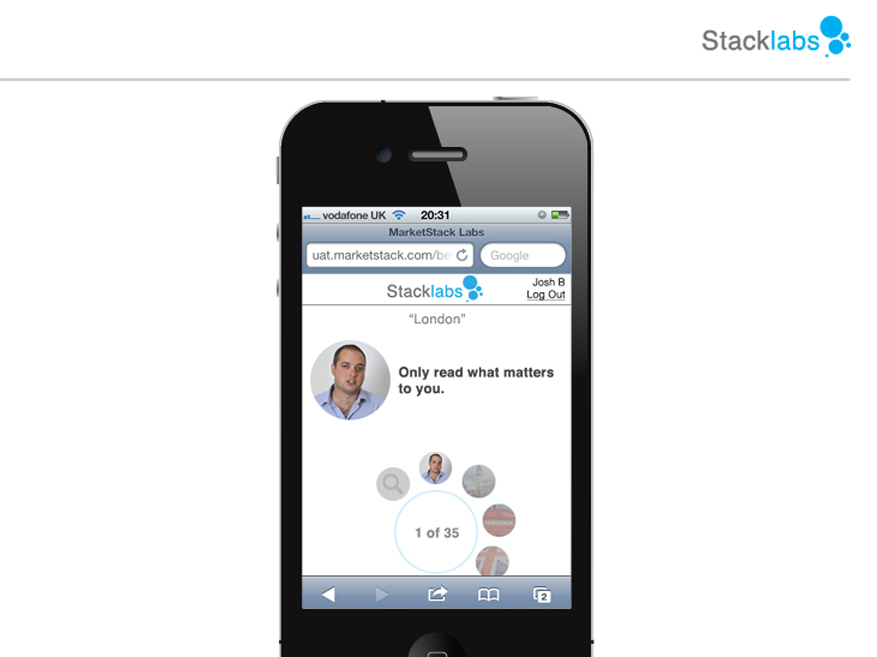 Stacklabs
vodafone UK 20:31
MarketStack Labs
uat.marketstack.com/be Google
Stacklabs
Josh B
Log Out
“London”
Only read what matters
to you.
1 of 35
2